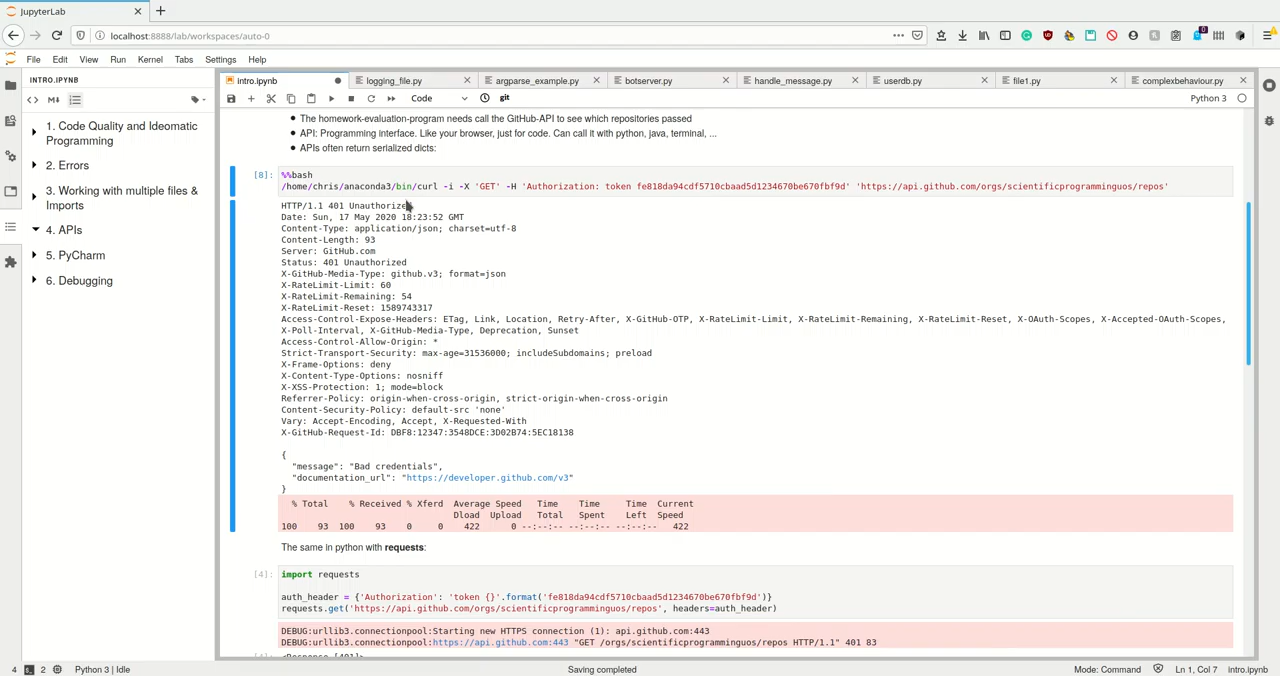 JupyterLab
localhost:8888/lab/workspaces/auto-0
File Edit View Run Kernel Tabs Settings Help
INTRO.IPYNB
1. Code Quality and Ideomatic
Programming
2. Errors
3. Working with multiple files &
Imports
4. APIs
5. PyCharm
6. Debugging
intro.ipynb logging_file.py argparse_example.py botserver.py handle_message.py userdb.py file1.py complexbehaviour.py
Code git Python 3
• The homework-evaluation-program needs call the GitHub-API to see which repositories passed
• API: Programming interface. Like your browser, just for code. Can call it with python, java, terminal, ...
• APIs often return serialized dicts:
[8]: %%bash
/home/chris/anaconda3/bin/curl -i -X 'GET' -H 'Authorization: token fe818da94cdf5710cbaad5d1234670be670fbf9d' 'https://api.github.com/orgs/scientificprogramminguos/repos'
HTTP/1.1 401 Unauthorized
Date: Sun, 17 May 2020 18:23:52 GMT
Content-Type: application/json; charset=utf-8
Content-Length: 93
Server: GitHub.com
Status: 401 Unauthorized
X-GitHub-Media-Type: github.v3; format=json
X-RateLimit-Limit: 60
X-RateLimit-Remaining: 54
X-RateLimit-Reset: 1589743317
Access-Control-Expose-Headers: ETag, Link, Location, Retry-After, X-GitHub-OTP, X-RateLimit-Limit, X-RateLimit-Remaining, X-RateLimit-Reset, X-OAuth-Scopes, X-Accepted-OAuth-Scopes,
X-Poll-Interval, X-GitHub-Media-Type, Deprecation, Sunset
Access-Control-Allow-Origin: *
Strict-Transport-Security: max-age=31536000; includeSubdomains; preload
X-Frame-Options: deny
X-Content-Type-Options: nosniff
X-XSS-Protection: 1; mode=block
Referrer-Policy: origin-when-cross-origin, strict-origin-when-cross-origin
Content-Security-Policy: default-src 'none'
Vary: Accept-Encoding, Accept, X-Requested-With
X-GitHub-Request-Id: DBF8:12347:3548DCE:3D02B74:5EC18138
{
"message": "Bad credentials",
"documentation_url": "https://developer.github.com/v3"
}
% Total % Received % Xferd Average Speed Time Time Time Current
Dload Upload Total Spent Left Speed
100 93 100 93 0 0 422 0 --:--:-- --:--:-- --:--:-- 422
The same in python with requests:
[4]: import requests
auth_header = {'Authorization': 'token {}'.format('fe818da94cdf5710cbaad5d1234670be670fbf9d')}
requests.get('https://api.github.com/orgs/scientificprogramminguos/repos', headers=auth_header)
DEBUG:urllib3.connectionpool:Starting new HTTPS connection (1): api.github.com:443
DEBUG:urllib3.connectionpool:https://api.github.com:443 "GET /orgs/scientificprogramminguos/repos HTTP/1.1" 401 83
4 2 Python 3 | Idle Saving completed Mode: Command Ln 1, Col 7 intro.ipynb